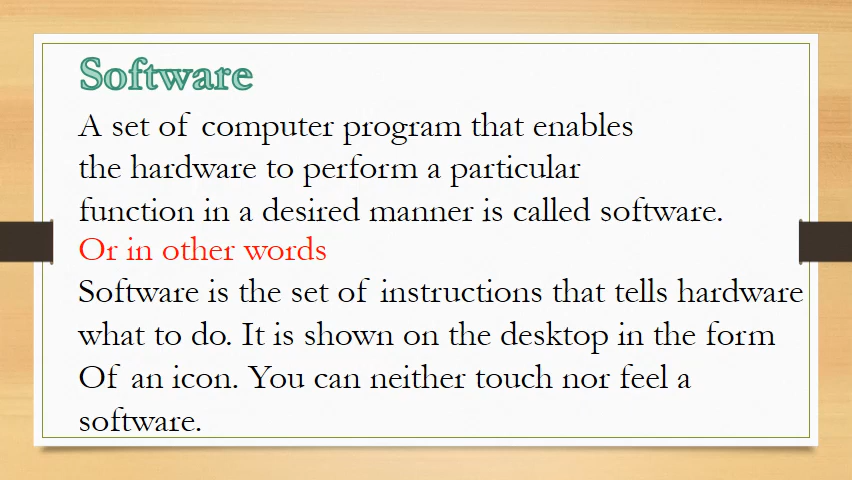 Software
A set of computer program that enables
the hardware to perform a particular
function in a desired manner is called software.
Or in other words
Software is the set of instructions that tells hardware
what to do. It is shown on the desktop in the form
Of an icon. You can neither touch nor feel a
software.